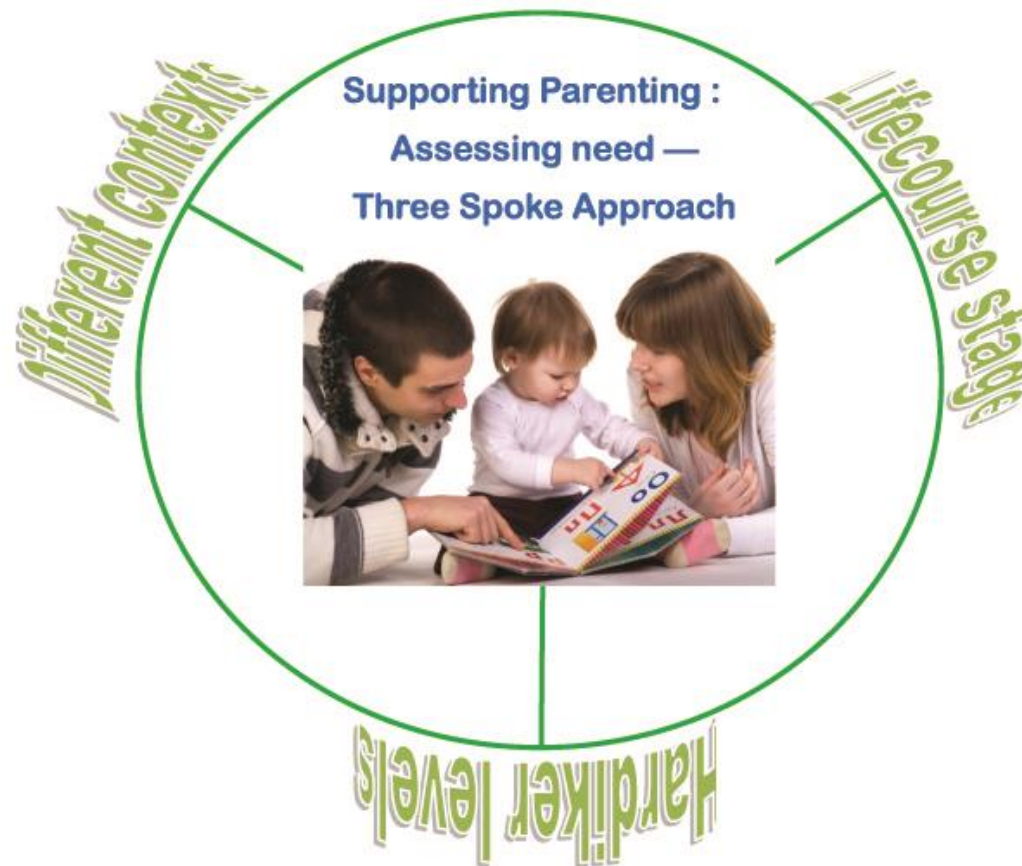 Supporting Parenting :
Assessing need —
Three Spoke Approach
Different contexts
Lifecourse stage
Hardiker levels